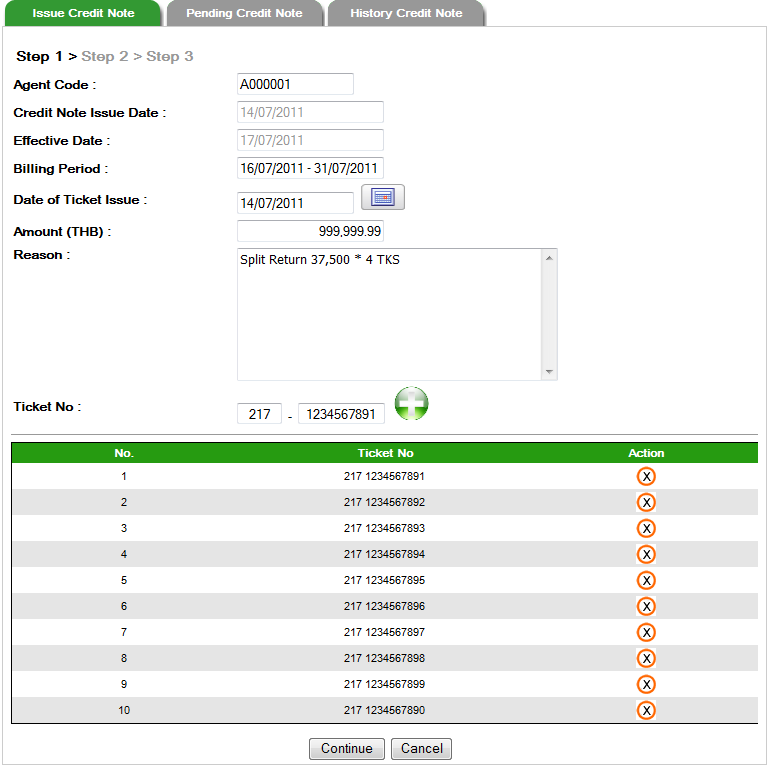 Issue Credit Note Pending Credit Note History Credit Note
Step 1 > Step 2 > Step 3
Agent Code : A000001
Credit Note Issue Date : 14/07/2011
Effective Date : 17/07/2011
Billing Period : 16/07/2011 - 31/07/2011
Date of Ticket Issue : 14/07/2011
Amount (THB) : 999,999.99
Reason : Split Return 37,500 * 4 TKS
Ticket No : 217 - 1234567891
No. Ticket No Action
1 217 1234567891 X
2 217 1234567892 X
3 217 1234567893 X
4 217 1234567894 X
5 217 1234567895 X
6 217 1234567896 X
7 217 1234567897 X
8 217 1234567898 X
9 217 1234567899 X
10 217 1234567890 X
Continue Cancel